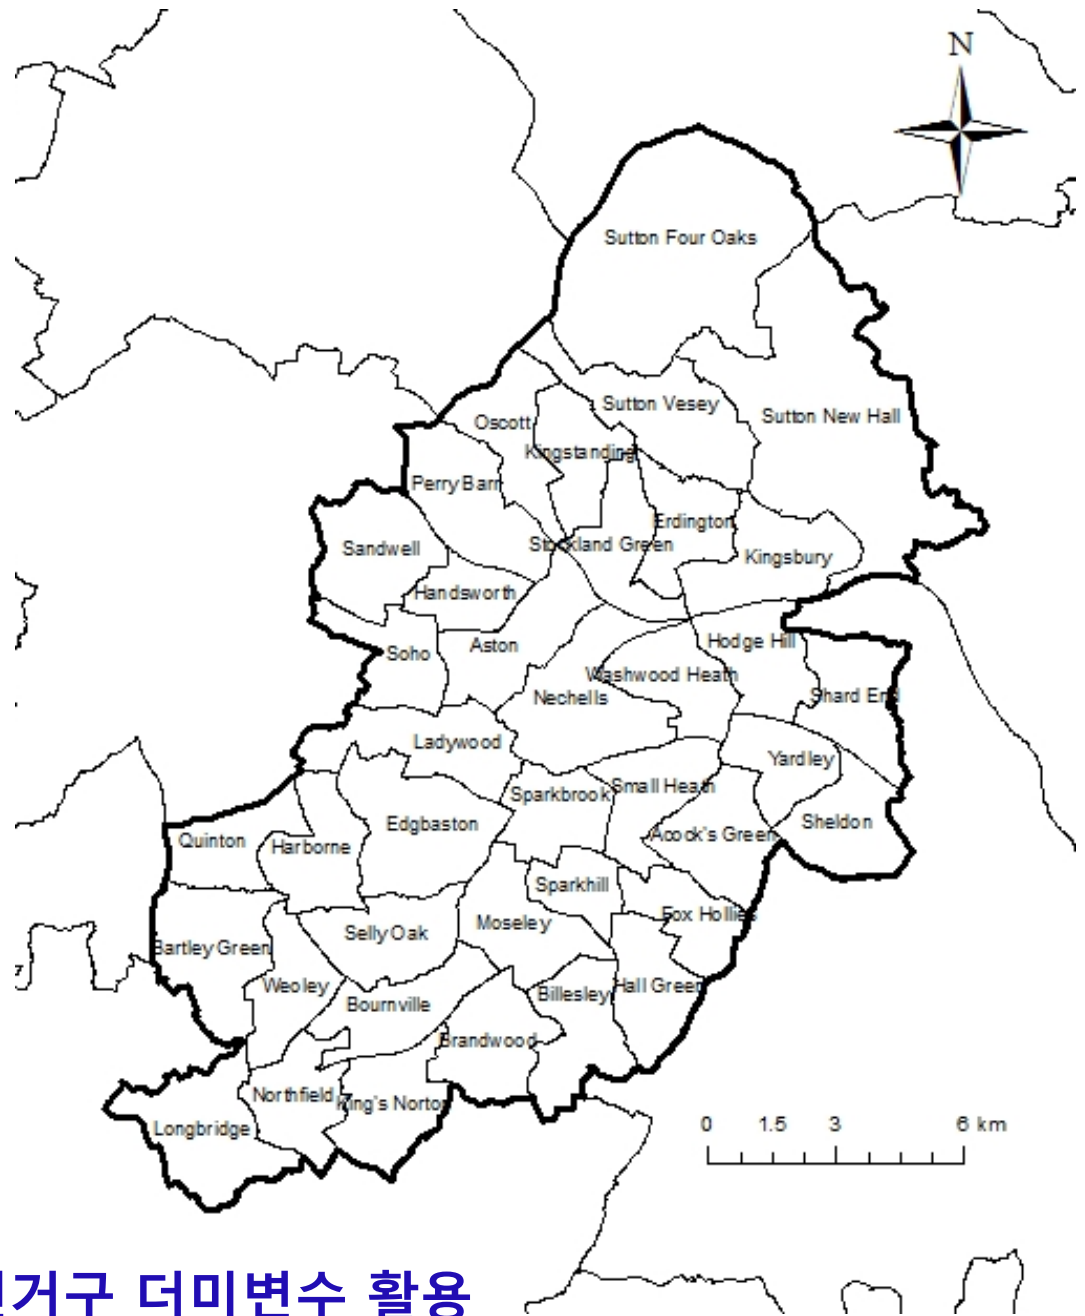 N
Sutton Four Oaks
Sutton Vesey
Sutton New Hall
Oscott
Kingstanding
Perry Barr
Erdington
Stockland Green
Sandwell
Kingsbury
Handsworth
Hodge Hill
Aston
Soho
Washwood Heath
Nechells
Shard End
Ladywood
Yardley
Small Heath
Sparkbrook
Sheldon
Edgbaston
Acock's Green
Quinton
Harborne
Sparkhill
Fox Hollies
Moseley
Selly Oak
Bartley Green
Weoley
Hall Green
Billesley
Bournville
Brandwood
Northfield
King's Norton
Longbridge
0 1.5 3 6 km
거구 더미변수 활용